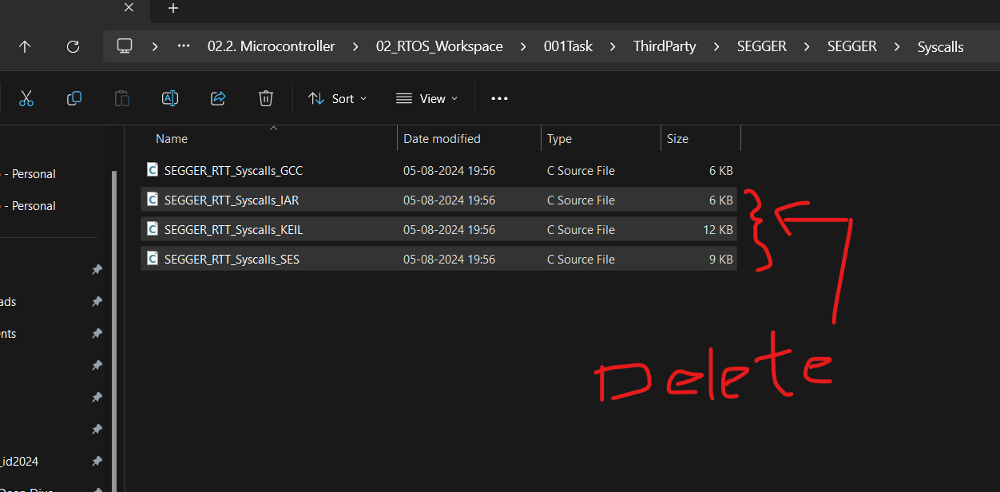 02.2. Microcontroller > 02_RTOS_Workspace > 001Task > ThirdParty > SEGGER > SEGGER > Syscalls
Sort View
Name Date modified Type Size
- Personal
SEGGER_RTT_Syscalls_GCC 05-08-2024 19:56 C Source File 6 KB
- Personal
SEGGER_RTT_Syscalls_IAR 05-08-2024 19:56 C Source File 6 KB
SEGGER_RTT_Syscalls_KEIL 05-08-2024 19:56 C Source File 12 KB
SEGGER_RTT_Syscalls_SES 05-08-2024 19:56 C Source File 9 KB
ads
nts
Delete
_id2024